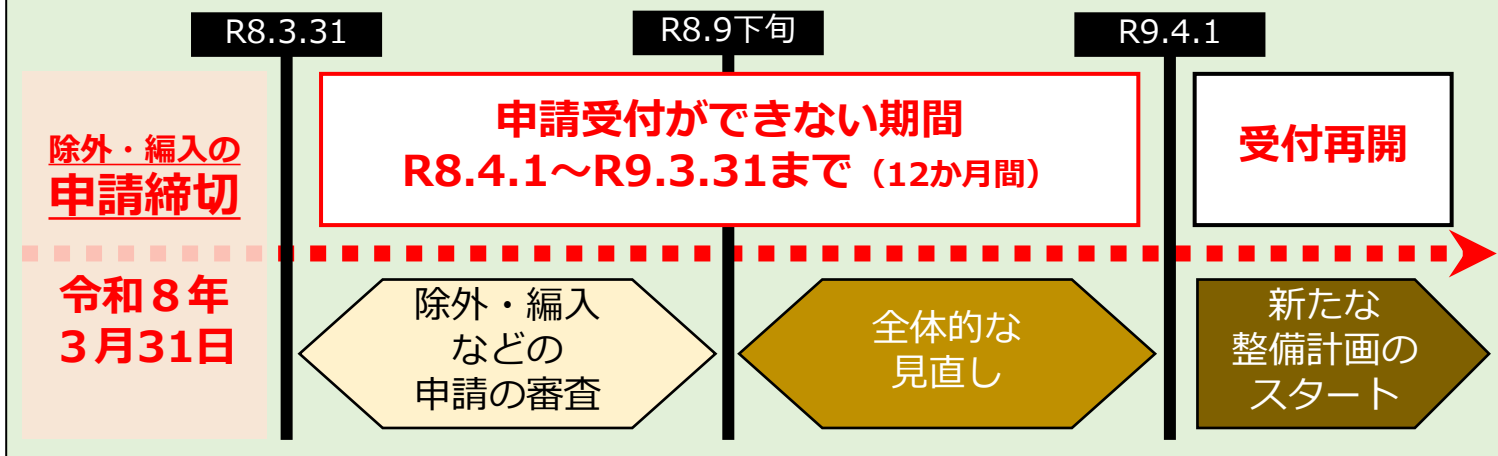 R8.3.31
R8.9下旬
R9.4.1
除外・編入の
申請締切
令和８年
３月31日
申請受付ができない期間
R8.4.1～R9.3.31まで（12か月間）
受付再開
除外・編入
などの
申請の審査
全体的な
見直し
新たな
整備計画の
スタート